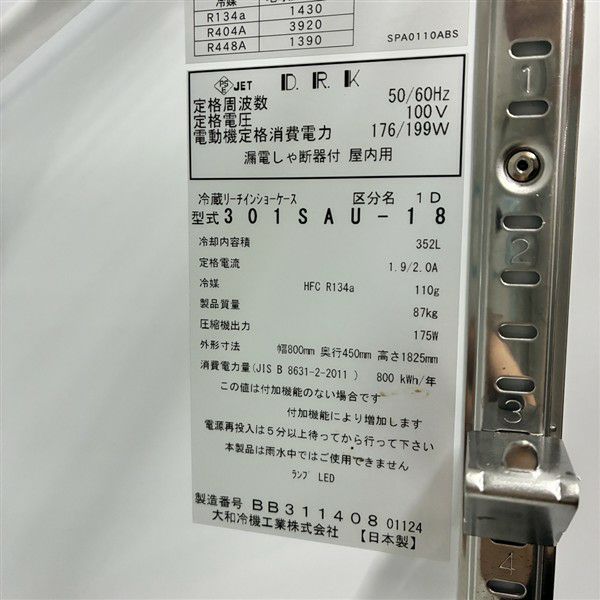 冷媒
R134a 1430
R404A 3920
R448A 1390
SPA0110ABS
PS E JET D.R.K
定格周波数 50/60Hz
定格電圧 100V
電動機定格消費電力 176/199W
漏電しゃ断器付 屋内用
冷蔵リーチインショーケース 区分名 1D
型式 301SAU-18
冷却内容積 352L
定格電流 1.9/2.0A
冷媒 HFC R134a 110g
製品質量 87kg
圧縮機出力 175W
外形寸法 幅800mm 奥行450mm 高さ1825mm
消費電力量(JIS B 8631-2-2011) 800 kWh/年
この値は付加機能のない場合です
付加機能により増加します
電源再投入は5分以上待ってから行って下さい
本製品は雨水中ではご使用できません
ランプ LED
製造番号 BB311408 01124
大和冷機工業株式会社 【日本製】
1
2
3
4